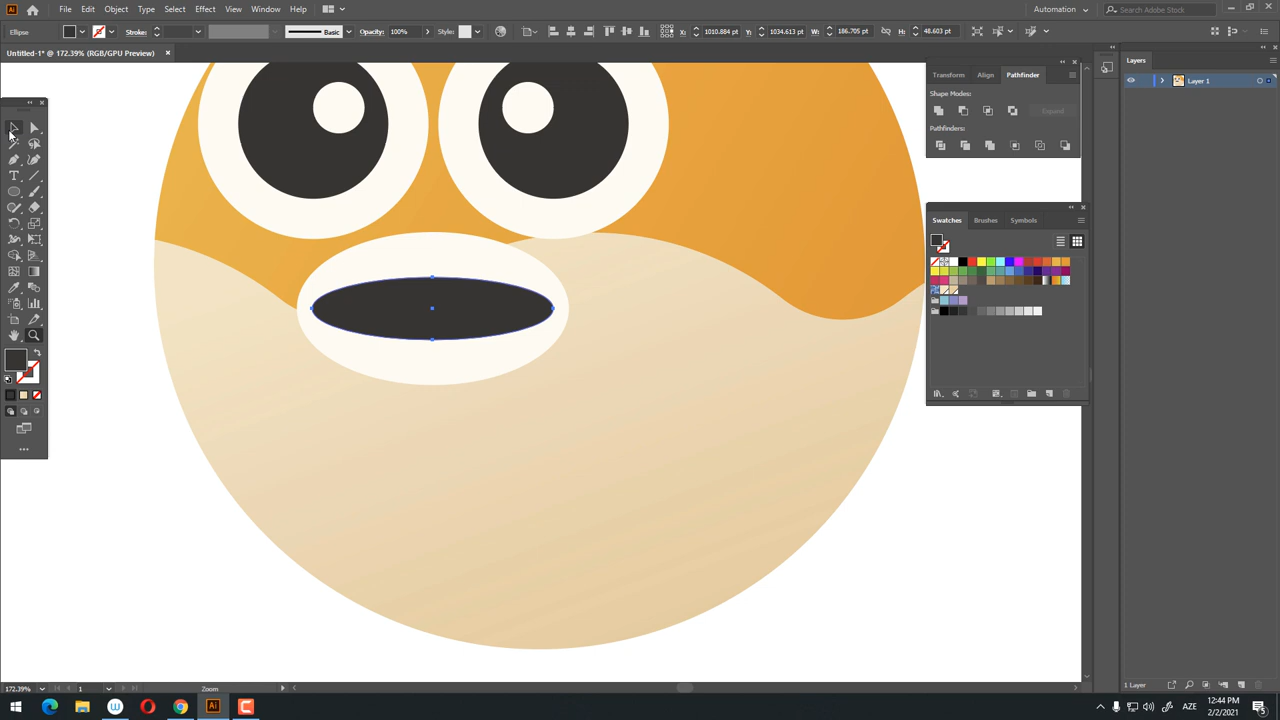 Ai File Edit Object Type Select Effect View Window Help Automation Search Adobe Stock
Ellipse Stroke: Basic Opacity: 100% Style: X: 1010.884 pt Y: 1034.613 pt W: 186.705 pt H: 48.603 pt
Untitled-1* @ 172.39% (RGB/GPU Preview)
Layers
Transform Align Pathfinder
Layer 1
Shape Modes:
Expand
Pathfinders:
Swatches Brushes Symbols
172.39% 1 Zoom 1 Layer
AZE 12:44 PM
2/2/2021